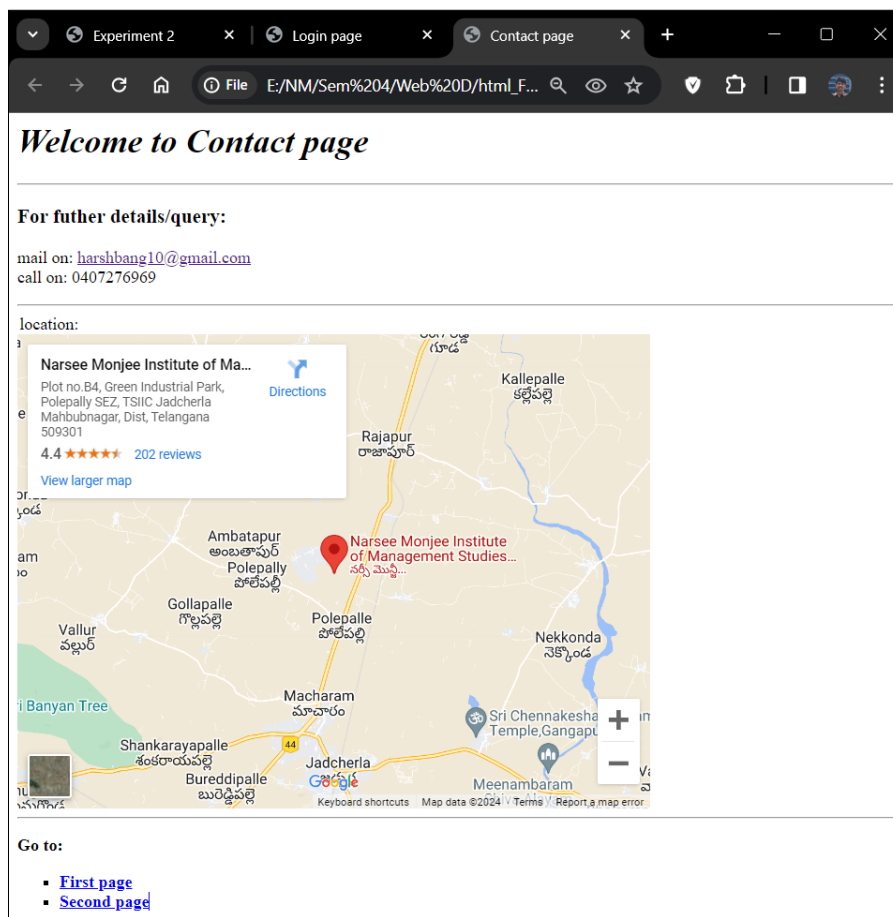 Experiment 2
Login page
Contact page
File
E:/NM/Sem%204/Web%20D/html_F...
Welcome to Contact page
For futher details/query:
mail on: harshbang10@gmail.com
call on: 0407276969
location:
Narsee Monjee Institute of Ma...
Directions
Plot no.B4, Green Industrial Park,
Polepally SEZ, TSIIC Jadcherla
Mahbubnagar, Dist, Telangana
509301
4.4
202 reviews
View larger map
గూడ
Kallepalle
కల్లేపల్లె
Rajapur
రాజాపూర్
Ambatapur
అంబతాపుర్
Polepally
పోలేపల్లీ
Narsee Monjee Institute
of Management Studies...
నర్సీ మొన్జీ...
Gollapalle
గొల్లపల్లె
Polepalle
పోలేపల్లి
Vallur
వల్లుర్
Nekkonda
నెక్కొండ
Macharam
మాచారం
ri Banyan Tree
Sri Chennakesha
Temple,Gangapu
Shankarayapalle
శంకరాయపల్లె
44
Jadcherla
Bureddipalle
బురెడ్డిపల్లె
Google
Meenambaram
Keyboard shortcuts
Map data ©2024
Terms
Report a map error
Go to:
First page
Second page